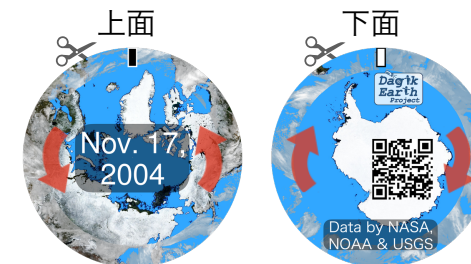 上面
下面
Nov. 17,
2004
Dagik
Earth
Project
Data by NASA,
NOAA & USGS